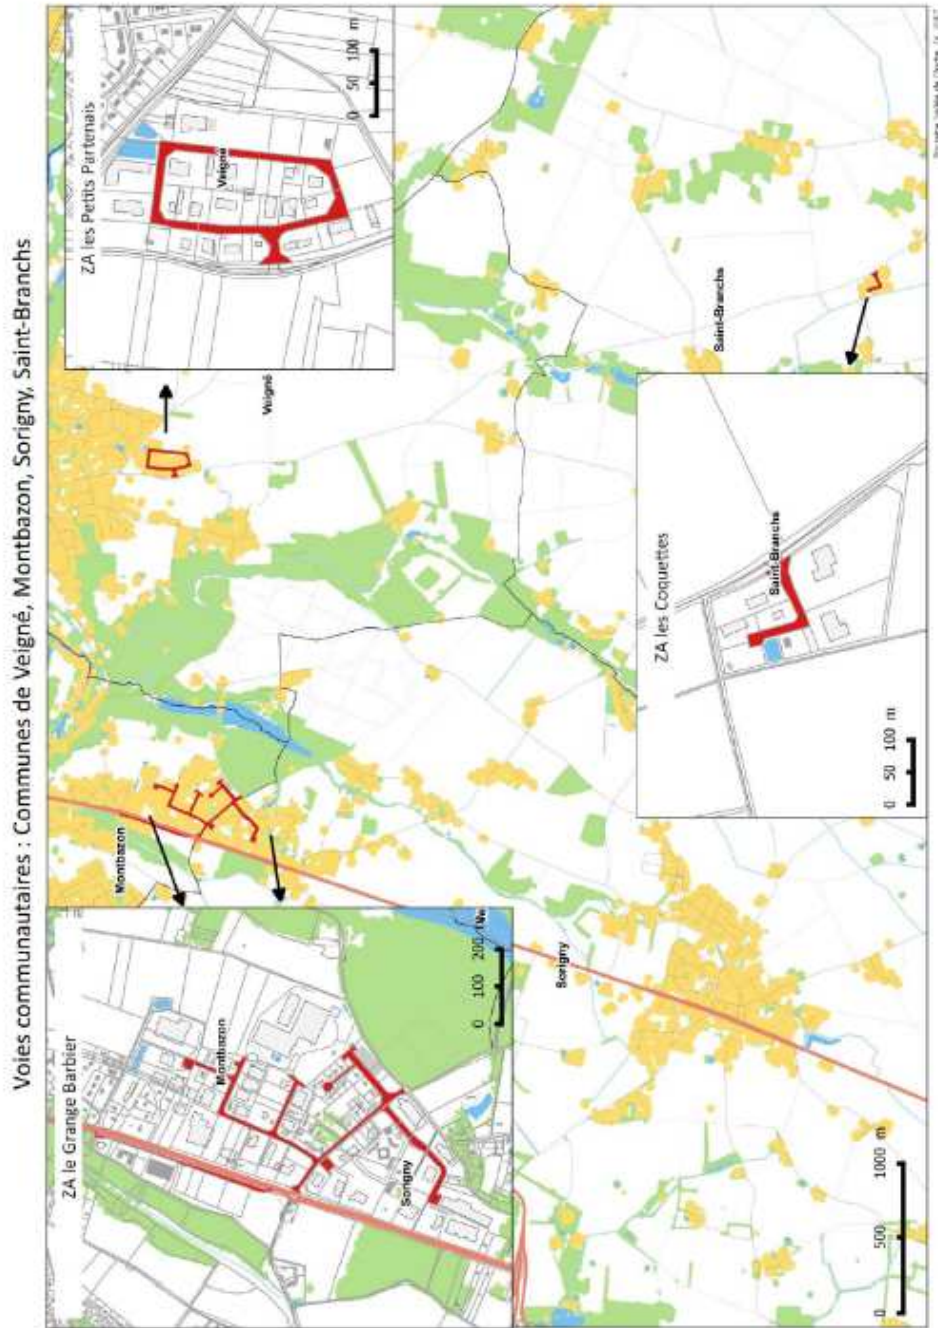 Voies communautaires : Communes de Veigné, Montbazon, Sorigny, Saint-Branchs
ZA le Grange Barbier
Montbazon
Sorigny
0 100 200
Montbazon
ZA les Petits Partenais
Veigné
0 50 100 m
Veigné
Saint-Branchs
ZA les Coquettes
Saint-Branchs
0 50 100 m
Sorigny
0 500 1000 m